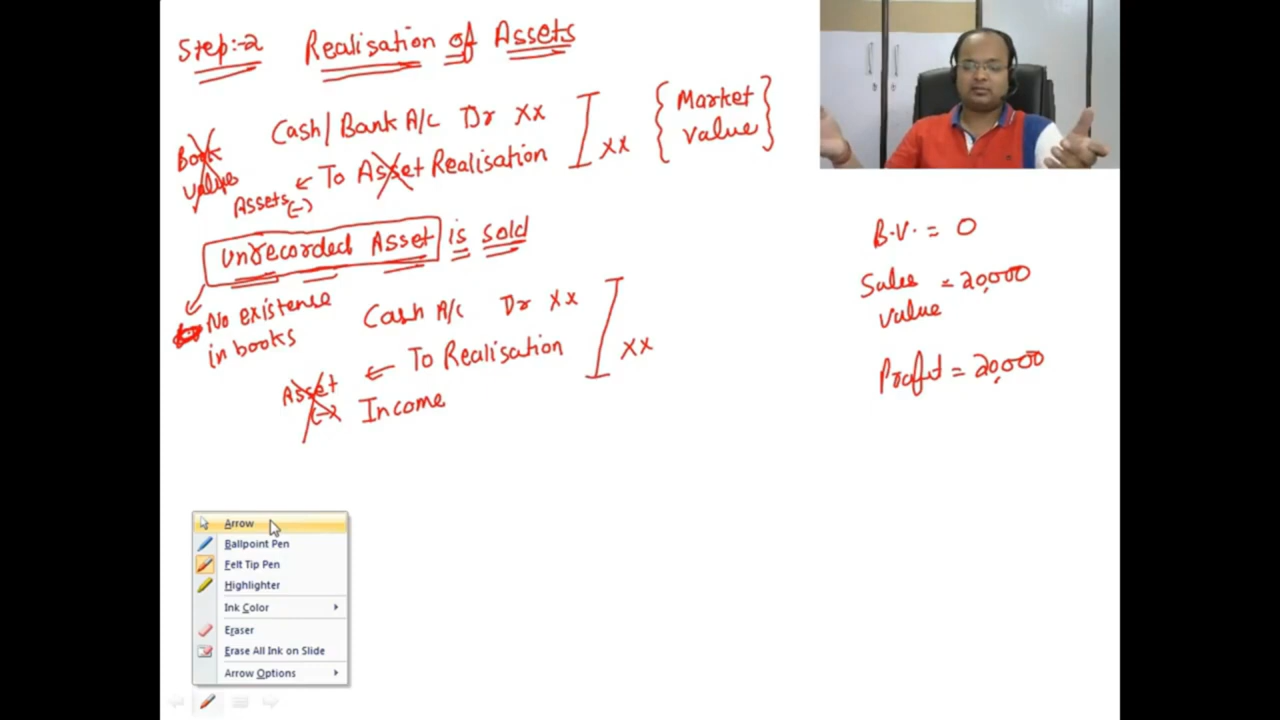 Step:-2 Realisation of Assets
Cash/Bank A/c Dr xx
To Asset Realisation xx
{ Market value }
Book value
Assets (-)
Unrecorded Asset is sold
No existense in books
Cash A/c Dr xx
To Realisation xx
Asset (-)
Income
B.V. = 0
Sales value = 20,000
Profit = 20,000
Arrow
Ballpoint Pen
Felt Tip Pen
Highlighter
Ink Color
Eraser
Erase All Ink on Slide
Arrow Options